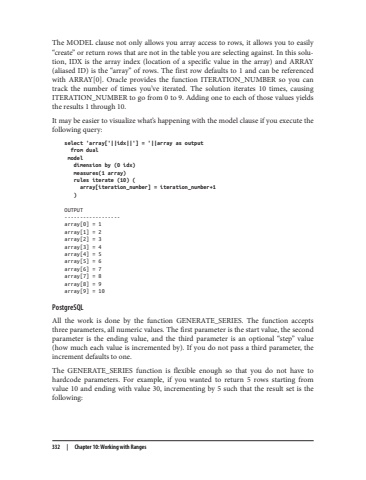 The MODEL clause not only allows you array access to rows, it allows you to easily
“create” or return rows that are not in the table you are selecting against. In this solu-
tion, IDX is the array index (location of a specific value in the array) and ARRAY
(aliased ID) is the “array” of rows. The first row defaults to 1 and can be referenced
with ARRAY[0]. Oracle provides the function ITERATION_NUMBER so you can
track the number of times you’ve iterated. The solution iterates 10 times, causing
ITERATION_NUMBER to go from 0 to 9. Adding one to each of those values yields
the results 1 through 10.
It may be easier to visualize what’s happening with the model clause if you execute the
following query:
select 'array['||idx||'] = '||array as output
from dual
model
dimension by (0 idx)
measures(1 array)
rules iterate (10) (
array[iteration_number] = iteration_number+1
)
OUTPUT
------------------
array[0] = 1
array[1] = 2
array[2] = 3
array[3] = 4
array[4] = 5
array[5] = 6
array[6] = 7
array[7] = 8
array[8] = 9
array[9] = 10
PostgreSQL
All the work is done by the function GENERATE_SERIES. The function accepts
three parameters, all numeric values. The first parameter is the start value, the second
parameter is the ending value, and the third parameter is an optional “step” value
(how much each value is incremented by). If you do not pass a third parameter, the
increment defaults to one.
The GENERATE_SERIES function is flexible enough so that you do not have to
hardcode parameters. For example, if you wanted to return 5 rows starting from
value 10 and ending with value 30, incrementing by 5 such that the result set is the
following:
332 | Chapter 10: Working with Ranges